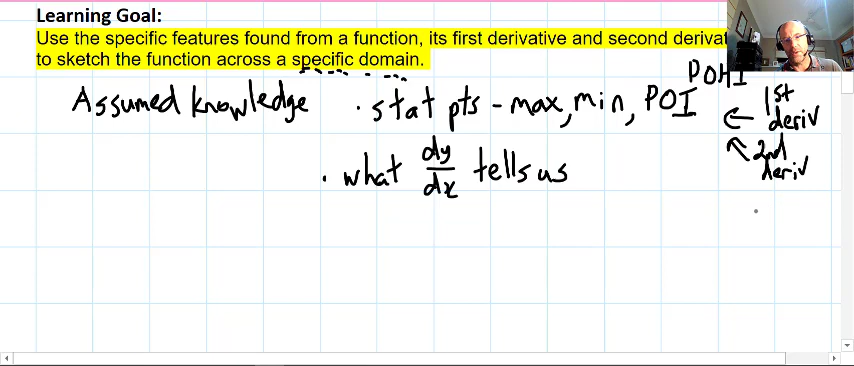 Learning Goal:
Use the specific features found from a function, its first derivative and second derivat
to sketch the function across a specific domain.
POHI
Assumed knowledge · stat pts - max, min, POI ← 1st deriv
↖ 2nd deriv
· what dy/dx tells us